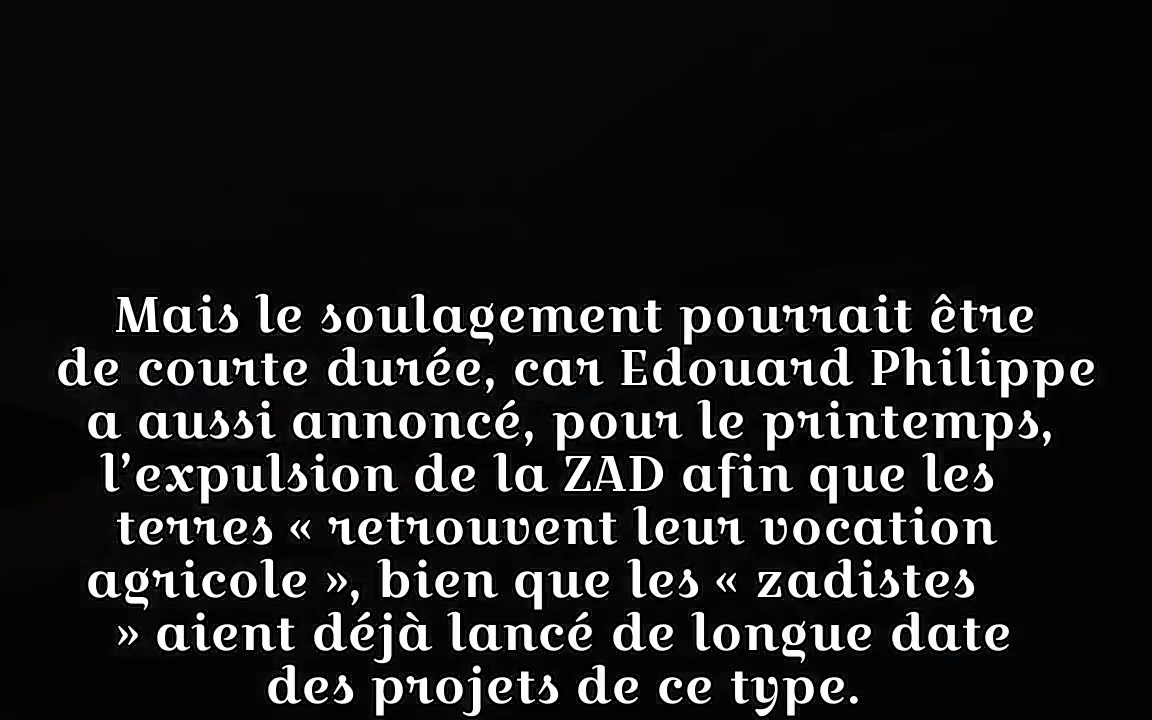 Mais le soulagement pourrait être
de courte durée, car Edouard Philippe
a aussi annoncé, pour le printemps,
l’expulsion de la ZAD afin que les
terres « retrouvent leur vocation
agricole », bien que les « zadistes
» aient déjà lancé de longue date
des projets de ce type.